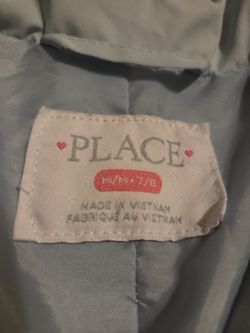 PLACE
M/M • 7/8
MADE IN VIETNAM
FABRIQUÉ AU VIETNAM